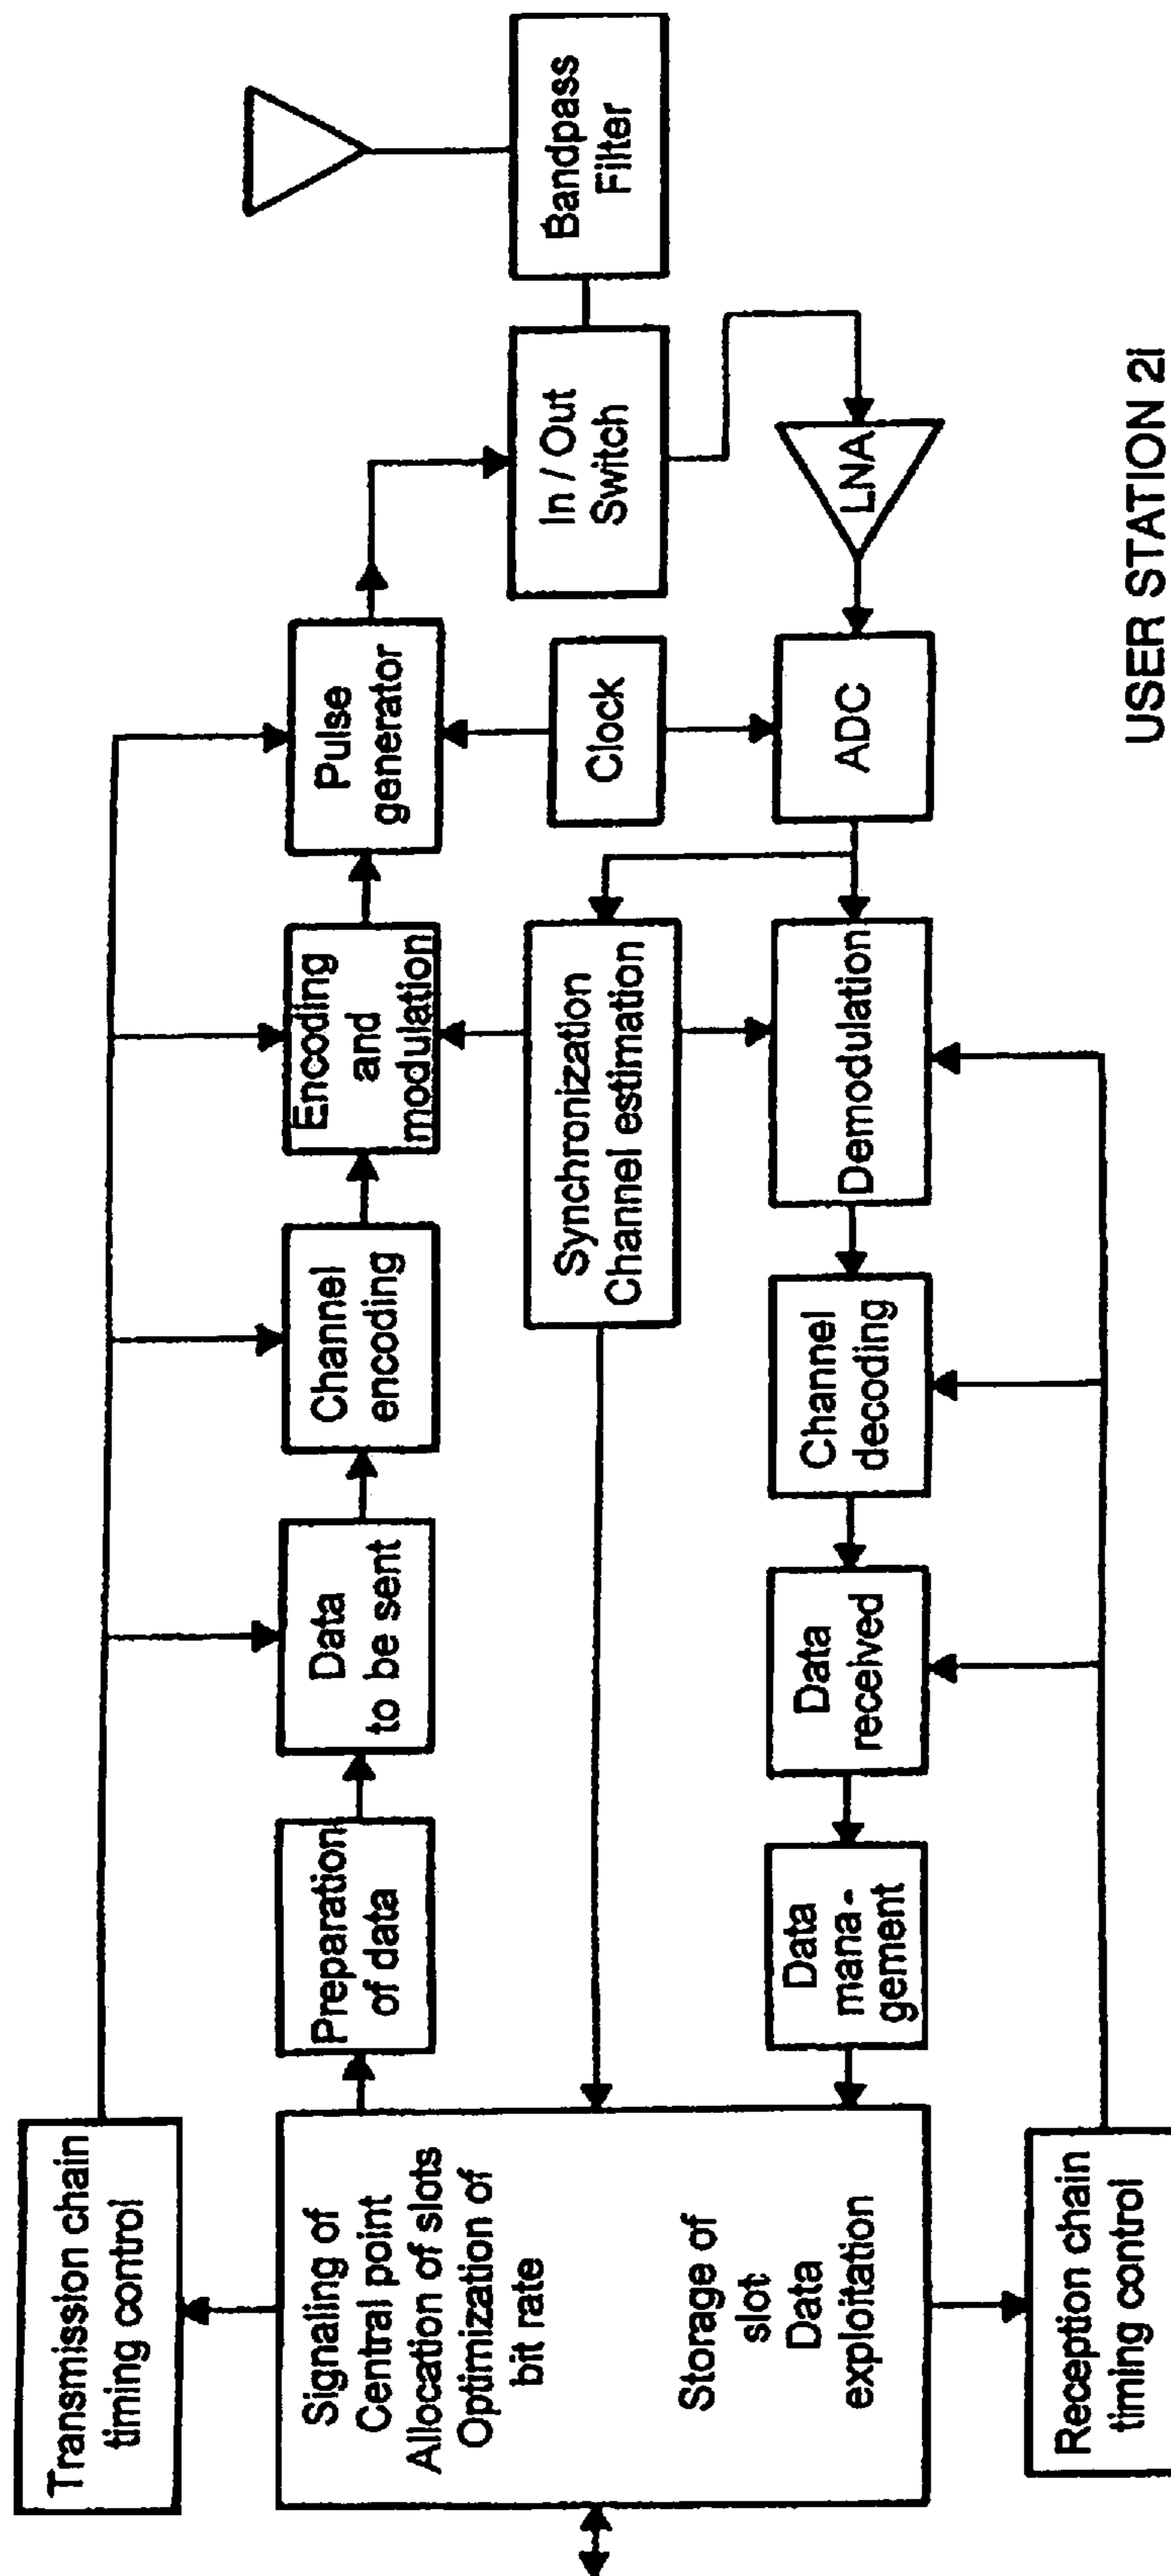 Transmission chain
timing control
Signaling of
Central point
Allocation of slots
Optimization of
bit rate
Storage of
slot
Data
exploitation
Reception chain
timing control
Preparation
of data
Data
to be sent
Channel
encoding
Encoding
and
modulation
Pulse
generator
Synchronization
Channel estimation
Clock
In / Out
Switch
Bandpass
Filter
LNA
ADC
Demodulation
Channel
decoding
Data
received
Data
mana-
gement
USER STATION 2i